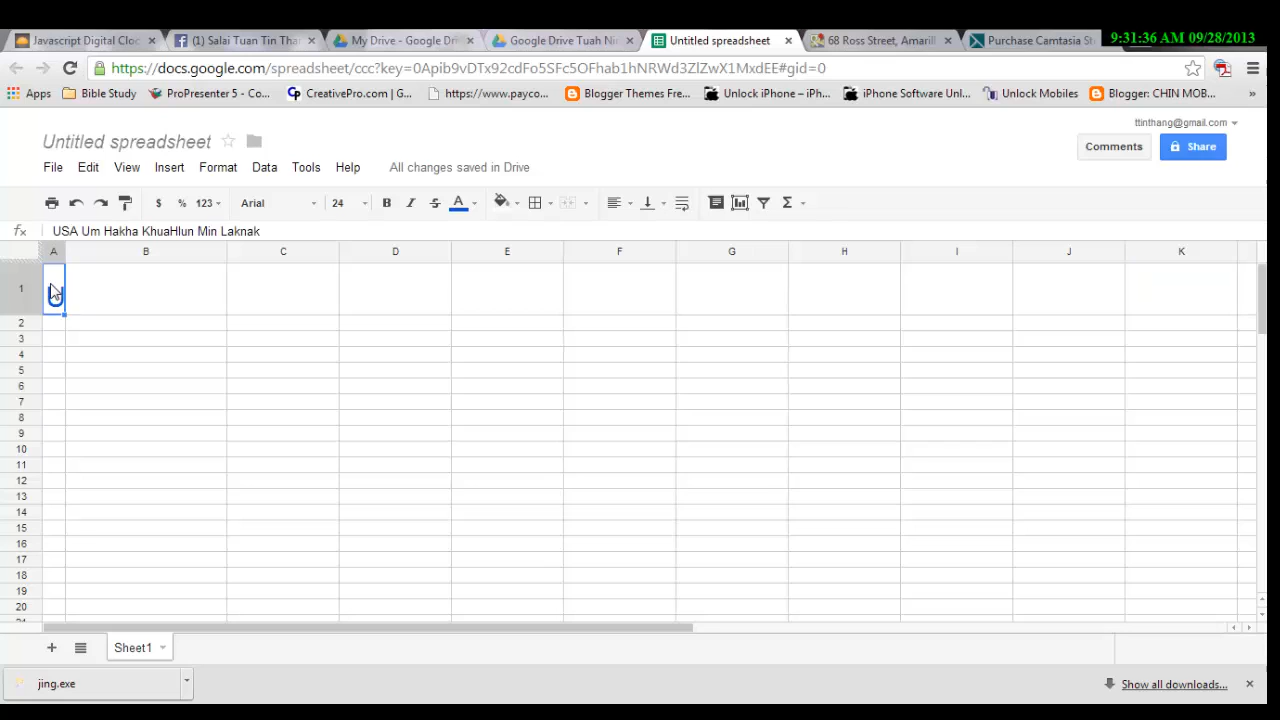 9:31:36 AM 09/28/2013
Javascript Digital Cloc
(1) Salai Tuan Tin Tha
My Drive - Google Dri
Google Drive Tuah Ni
Untitled spreadsheet
68 Ross Street, Amarill
Purchase Camtasia St
https://docs.google.com/spreadsheet/ccc?key=0Apib9vDTx92cdFo5SFc5OFhab1hNRWd3ZlZwX1MxdEE#gid=0
Apps
Bible Study
ProPresenter 5 - Co...
CreativePro.com | G...
https://www.payco...
Blogger Themes Fre...
Unlock iPhone – iPh...
iPhone Software Unl...
Unlock Mobiles
Blogger: CHIN MOB...
»
ttinthang@gmail.com
Untitled spreadsheet
Comments
Share
File Edit View Insert Format Data Tools Help
All changes saved in Drive
$ % 123 Arial 24 B I S A Σ
fx USA Um Hakha KhuaHlun Min Laknak
A B C D E F G H I J K
1 U
2
3
4
5
6
7
8
9
10
11
12
13
14
15
16
17
18
19
20
+ Sheet1
jing.exe
Show all downloads...